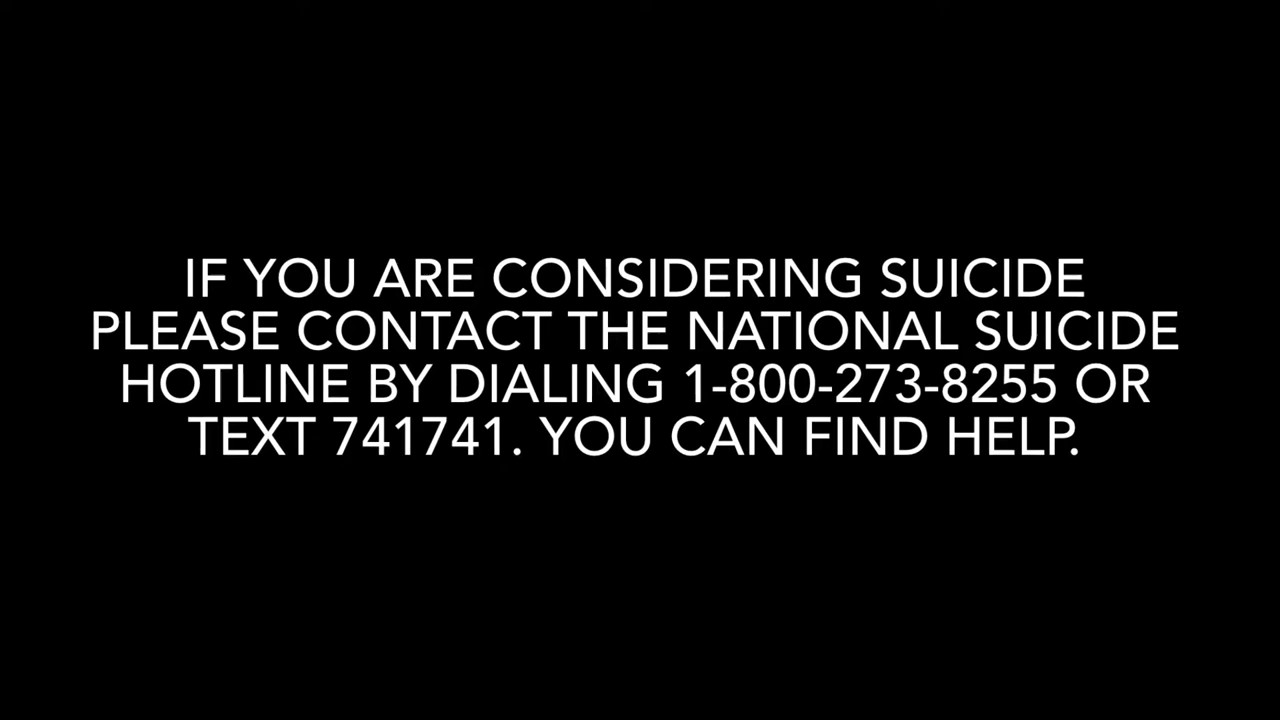 IF YOU ARE CONSIDERING SUICIDE
PLEASE CONTACT THE NATIONAL SUICIDE
HOTLINE BY DIALING 1-800-273-8255 OR
TEXT 741741. YOU CAN FIND HELP.